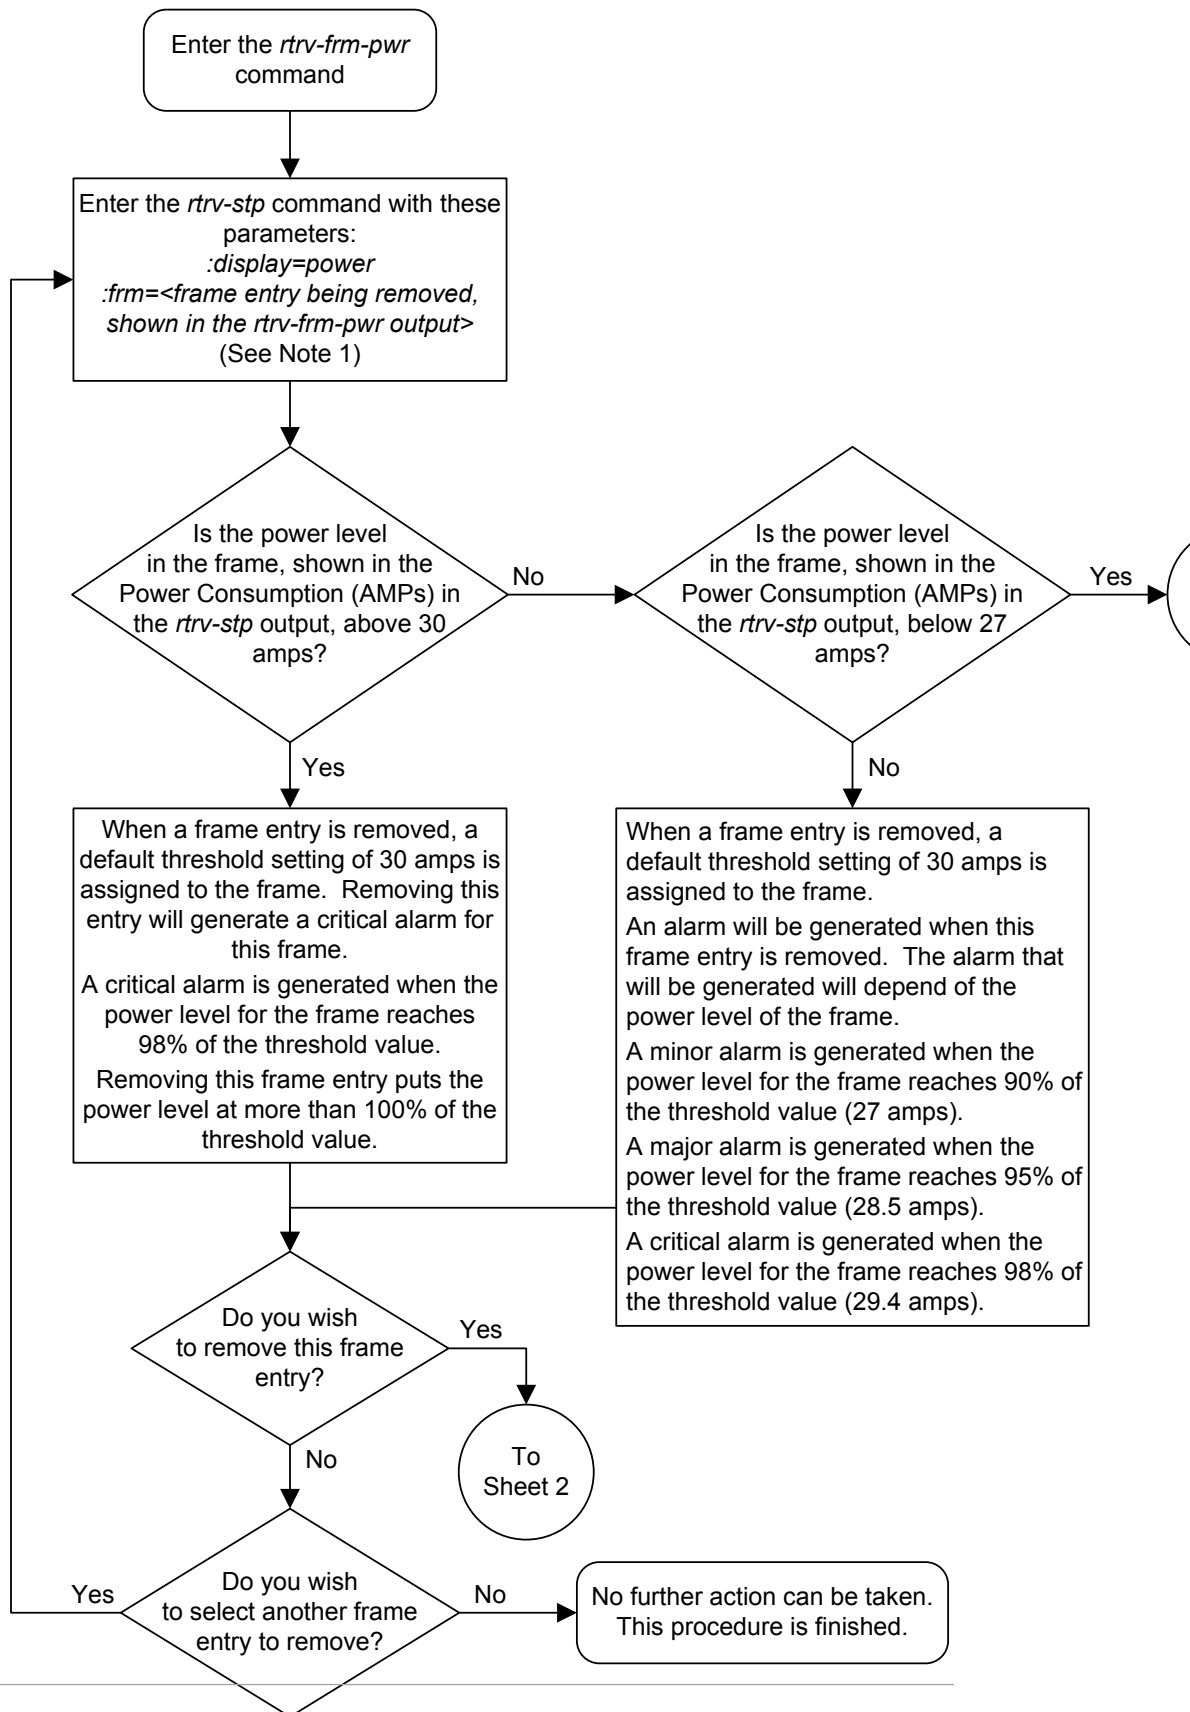 Enter the rtrv-frm-pwr
command
Enter the rtrv-stp command with these
parameters:
:display=power
:frm=<frame entry being removed,
shown in the rtrv-frm-pwr output>
(See Note 1)
Is the power level
in the frame, shown in the
Power Consumption (AMPs) in
the rtrv-stp output, above 30
amps?
No
Is the power level
in the frame, shown in the
Power Consumption (AMPs) in
the rtrv-stp output, below 27
amps?
Yes
Yes
No
When a frame entry is removed, a
default threshold setting of 30 amps is
assigned to the frame.  Removing this
entry will generate a critical alarm for
this frame.
A critical alarm is generated when the
power level for the frame reaches
98% of the threshold value.
Removing this frame entry puts the
power level at more than 100% of the
threshold value.
When a frame entry is removed, a
default threshold setting of 30 amps is
assigned to the frame.
An alarm will be generated when this
frame entry is removed.  The alarm that
will be generated will depend of the
power level of the frame.
A minor alarm is generated when the
power level for the frame reaches 90% of
the threshold value (27 amps).
A major alarm is generated when the
power level for the frame reaches 95% of
the threshold value (28.5 amps).
A critical alarm is generated when the
power level for the frame reaches 98% of
the threshold value (29.4 amps).
Do you wish
to remove this frame
entry?
Yes
To
Sheet 2
No
Do you wish
to select another frame
entry to remove?
Yes
No
No further action can be taken.
This procedure is finished.